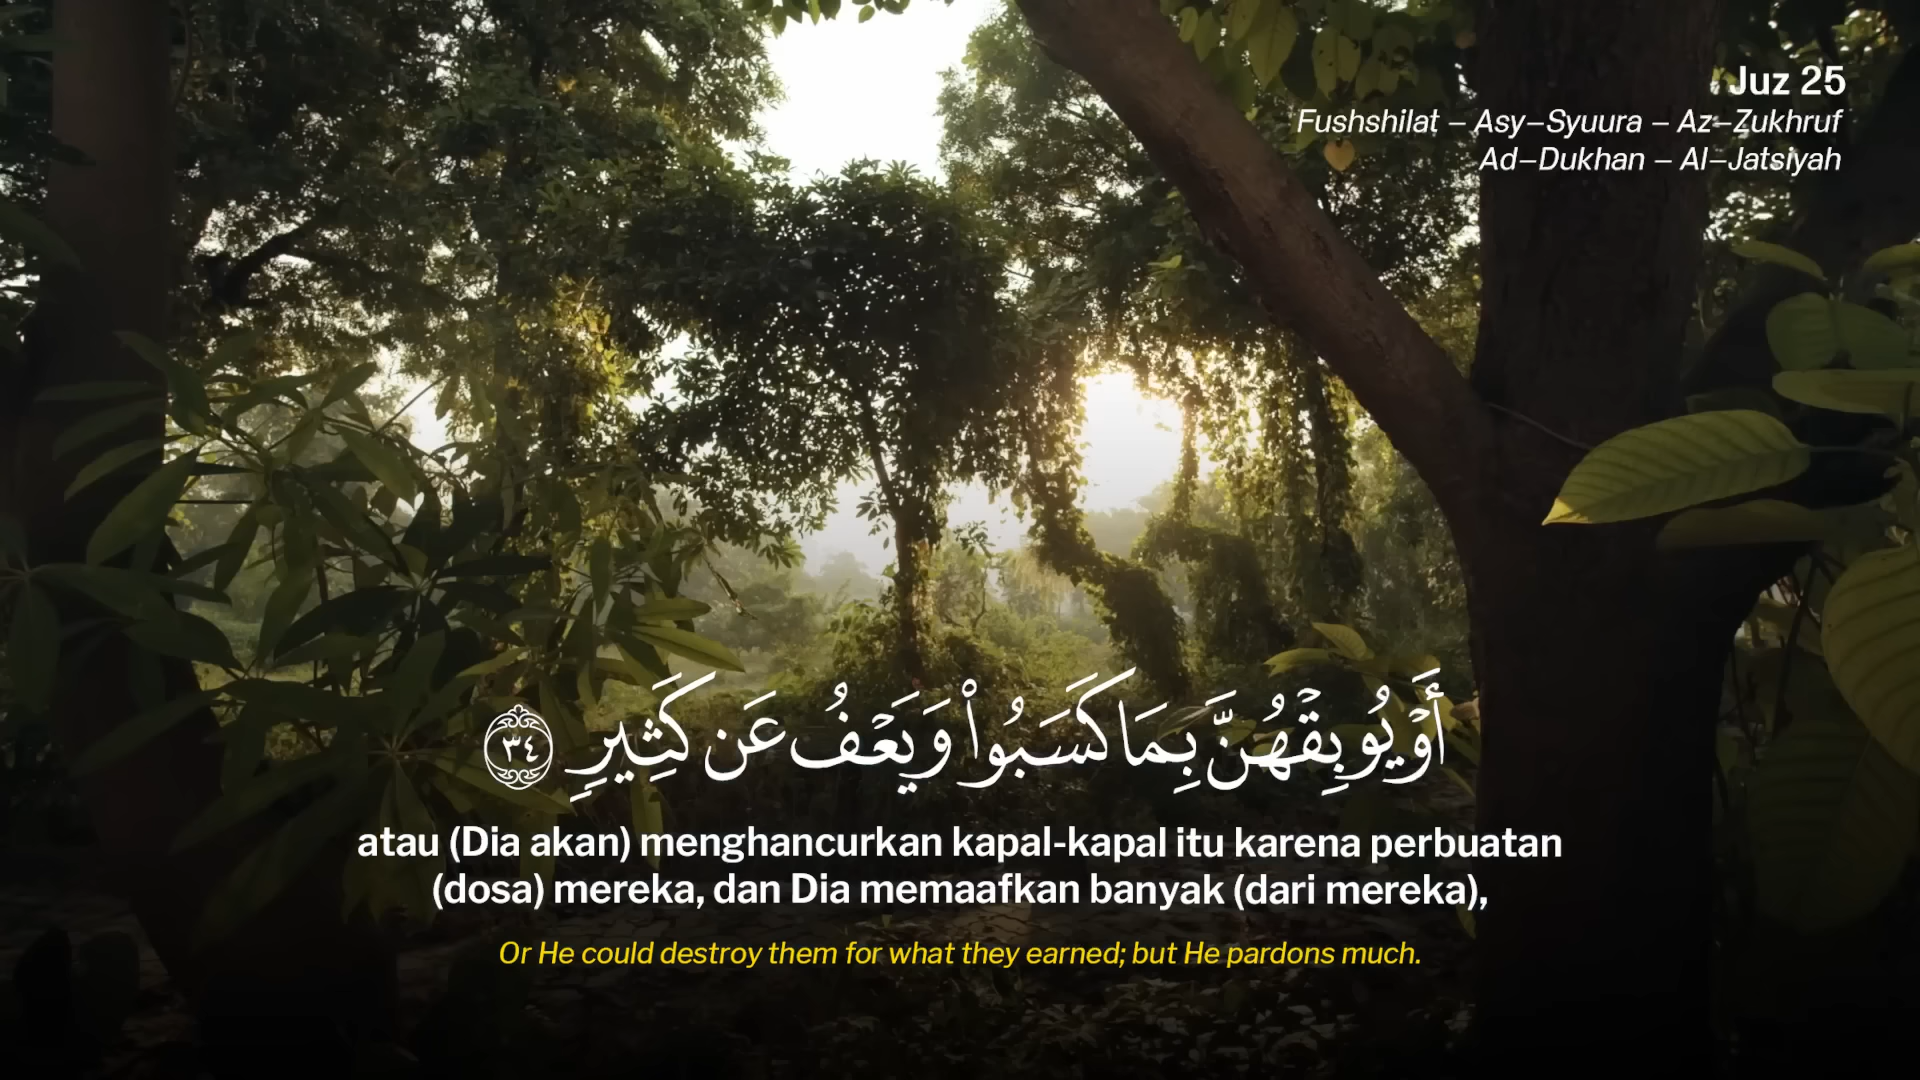 Juz 25
Fushshilat – Asy–Syuura – Az–Zukhruf
Ad–Dukhan – Al–Jatsiyah
أَوْ يُوبِقْهُنَّ بِمَا كَسَبُوا۟ وَيَعْفُ عَن كَثِيرٍ ٣٤
atau (Dia akan) menghancurkan kapal-kapal itu karena perbuatan
(dosa) mereka, dan Dia memaafkan banyak (dari mereka),
Or He could destroy them for what they earned; but He pardons much.